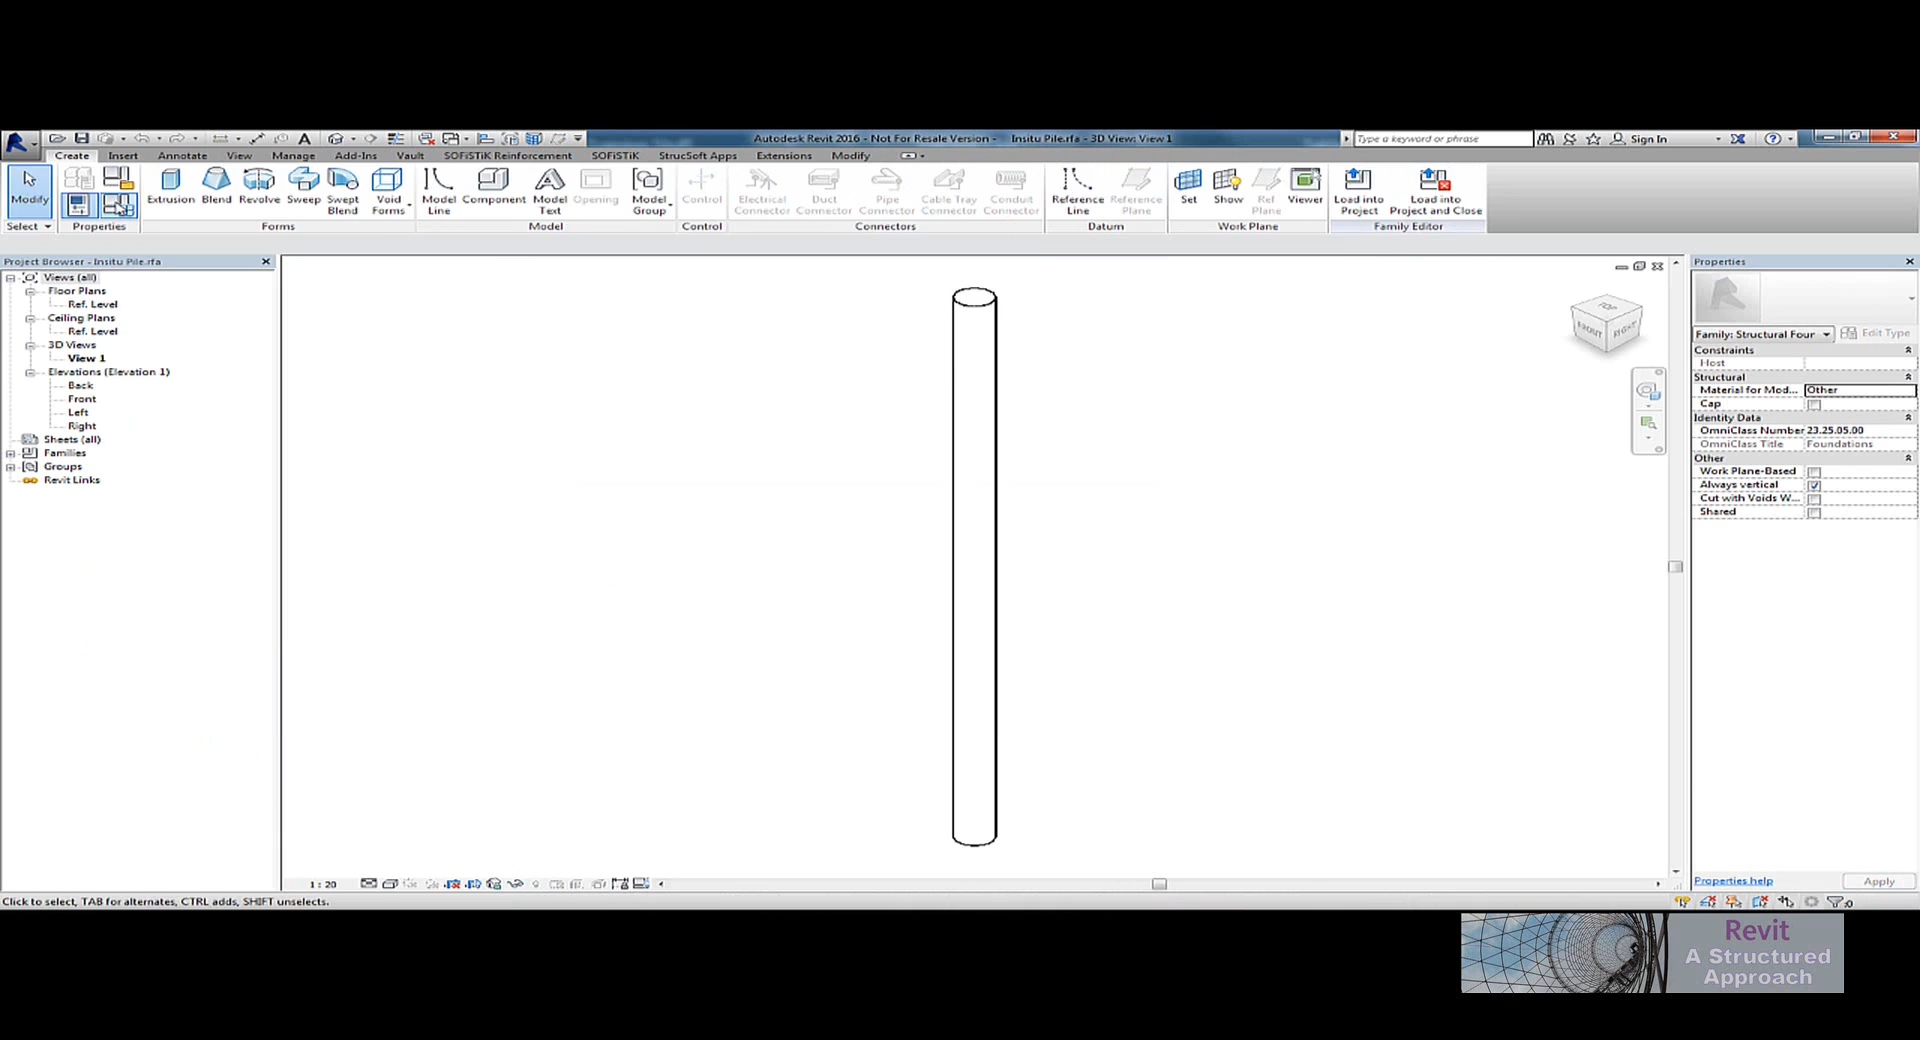 Autodesk Revit 2016 - Not For Resale Version - Insitu Pile.rfa - 3D View: View 1
Type a keyword or phrase
Sign In
Create Insert Annotate View Manage Add-Ins Vault SOFiSTiK Reinforcement SOFiSTiK StrucSoft Apps Extensions Modify
Modify
Extrusion Blend Revolve Sweep Swept Blend Void Forms
Model Line Component Model Text Opening Model Group
Control
Electrical Connector Duct Connector Pipe Connector Cable Tray Connector Conduit Connector
Reference Line Reference Plane
Set Show Ref Plane Viewer
Load into Project Load into Project and Close
Select Properties Forms Model Control Connectors Datum Work Plane Family Editor
Project Browser - Insitu Pile.rfa
Views (all)
Floor Plans
Ref. Level
Ceiling Plans
Ref. Level
3D Views
View 1
Elevations (Elevation 1)
Back
Front
Left
Right
Sheets (all)
Families
Groups
Revit Links
TOP
FRONT RIGHT
Properties
Family: Structural Four
Edit Type
Constraints
Host
Structural
Material for Mod... Other
Cap
Identity Data
OmniClass Number 23.25.05.00
OmniClass Title Foundations
Other
Work Plane-Based
Always vertical
Cut with Voids W...
Shared
Properties help
Apply
1 : 20
Click to select, TAB for alternates, CTRL adds, SHIFT unselects.
:0
Revit
A Structured
Approach